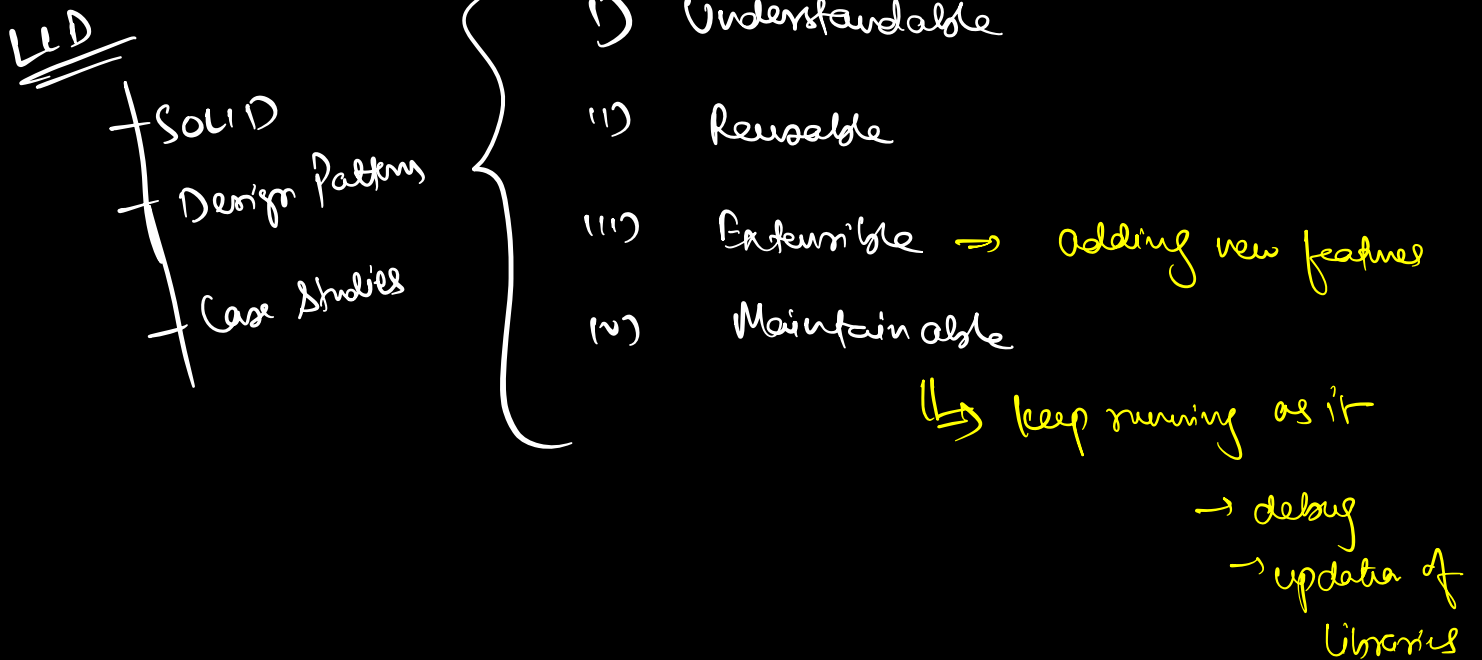 LLD
SOLID
Design Patterns
Case Studies
i) Understandable
ii) Reusable
iii) Extensible ⇒ adding new features
iv) Maintainable
↳ keep running as it
→ debug
→ updation of
libraries